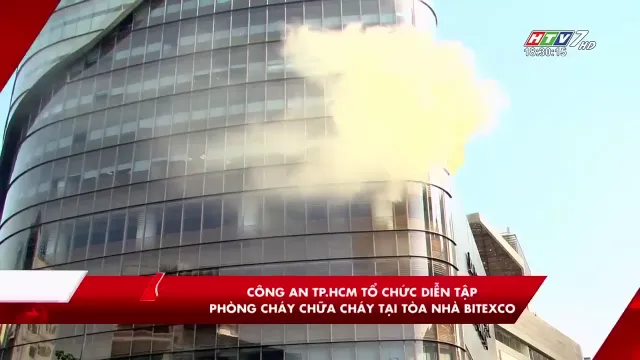 HTV7 HD
18:30:15
CÔNG AN TP.HCM TỔ CHỨC DIỄN TẬP
PHÒNG CHÁY CHỮA CHÁY TẠI TÒA NHÀ BITEXCO